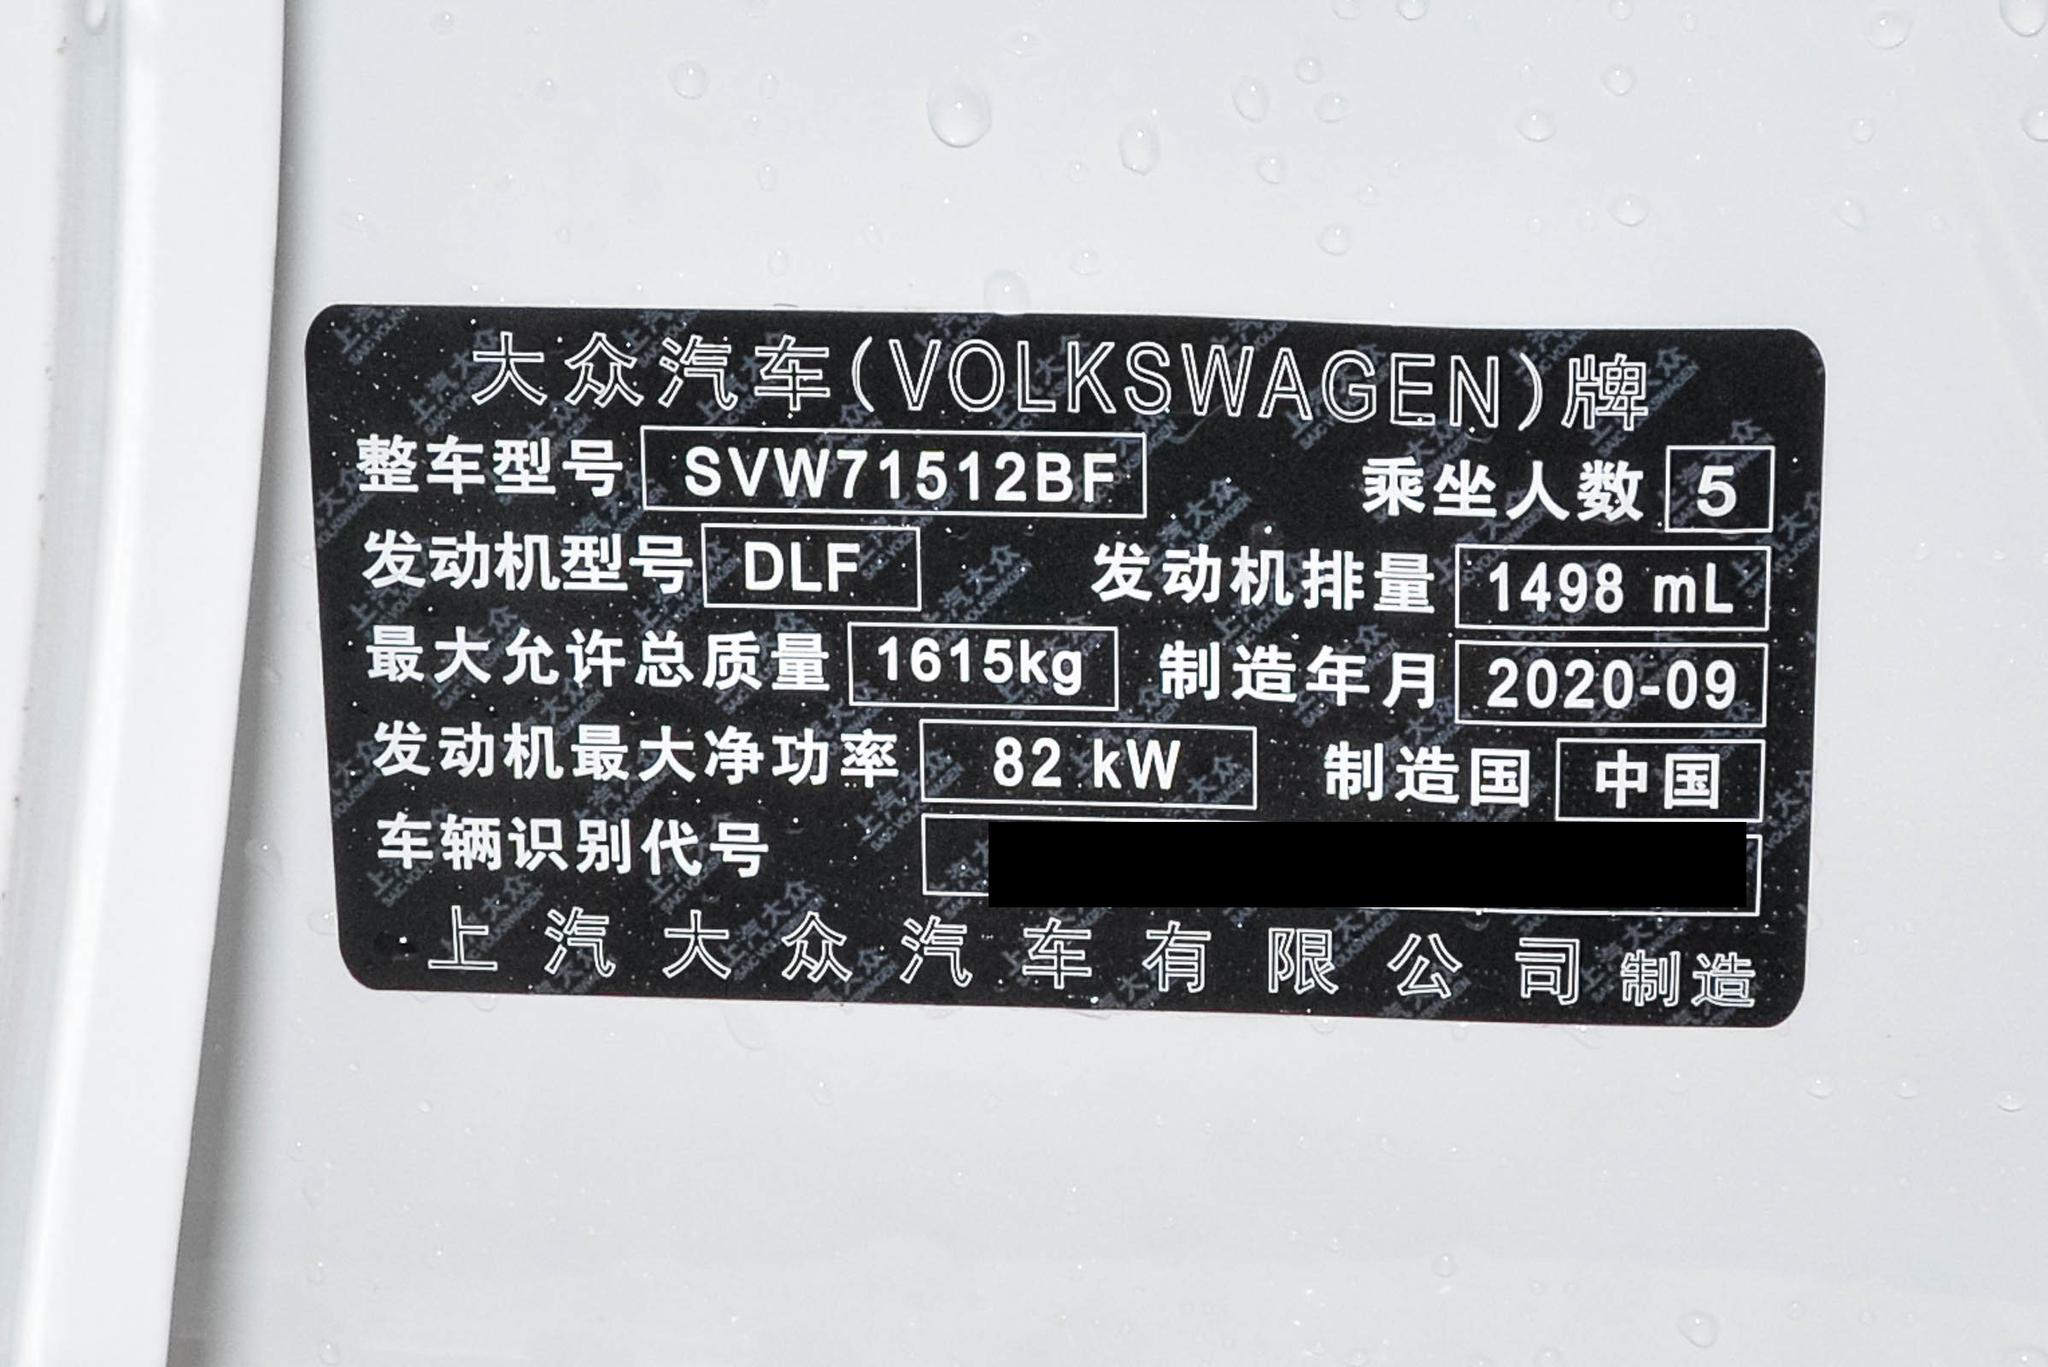 大众汽车(VOLKSWAGEN)牌
整车型号 SVW71512BF 乘坐人数 5
发动机型号 DLF 发动机排量 1498 mL
最大允许总质量 1615kg 制造年月 2020-09
发动机最大净功率 82 kW 制造国 中国
车辆识别代号
上汽大众汽车有限公司制造